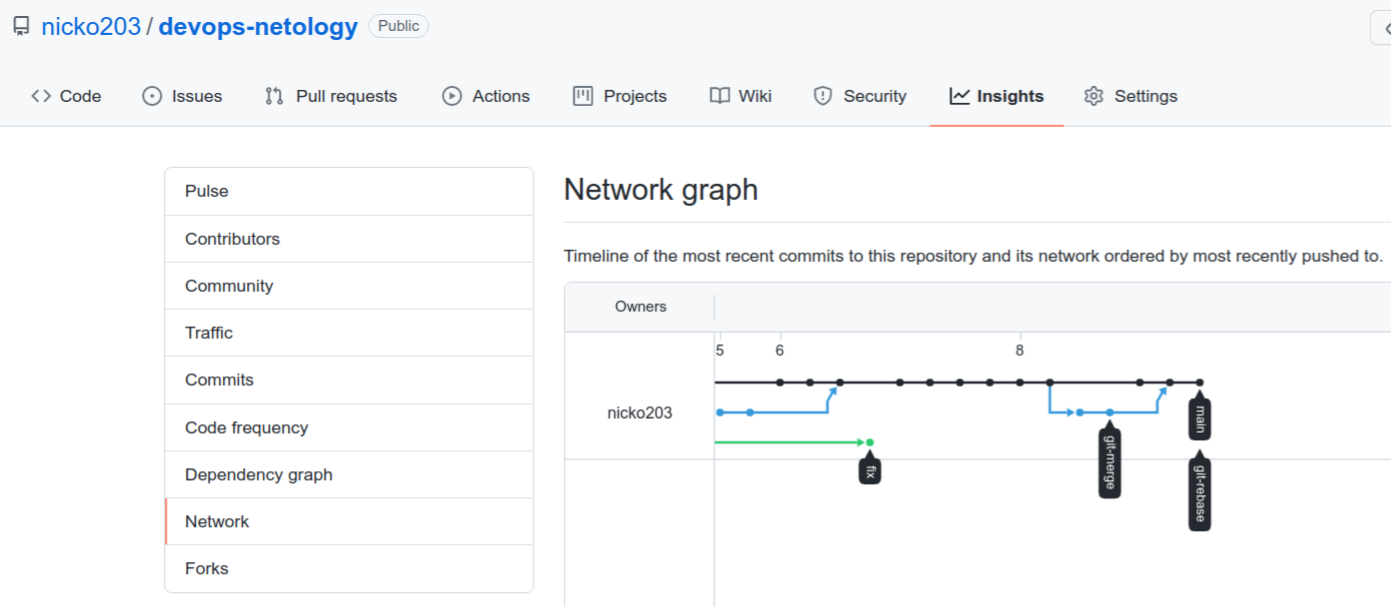 nicko203 / devops-netology Public
Code Issues Pull requests Actions Projects Wiki Security Insights Settings
Pulse
Contributors
Community
Traffic
Commits
Code frequency
Dependency graph
Network
Forks
Network graph
Timeline of the most recent commits to this repository and its network ordered by most recently pushed to.
Owners
5 6 8
nicko203
fix
git-merge
main
git-rebase